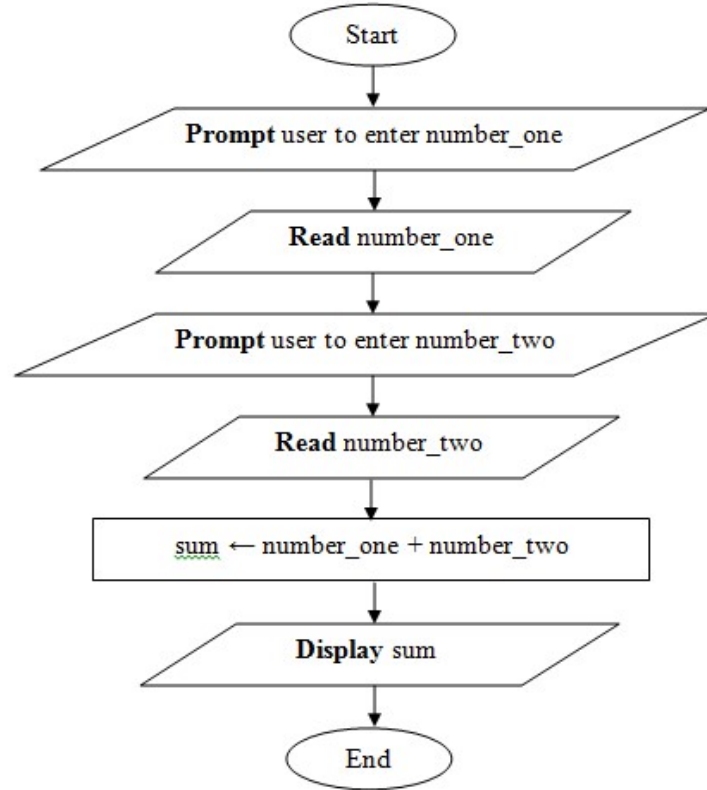 Start
Prompt user to enter number_one
Read number_one
Prompt user to enter number_two
Read number_two
sum ← number_one + number_two
Display sum
End